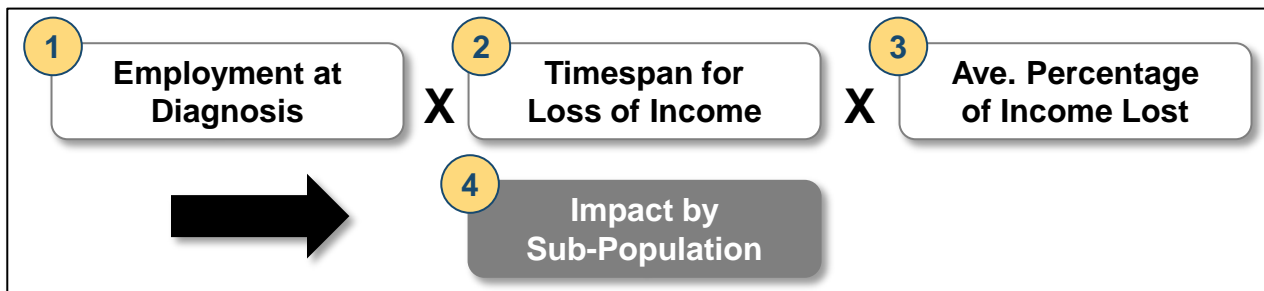 1
Employment at
Diagnosis
X
2
Timespan for
Loss of Income
X
3
Ave. Percentage
of Income Lost
4
Impact by
Sub-Population